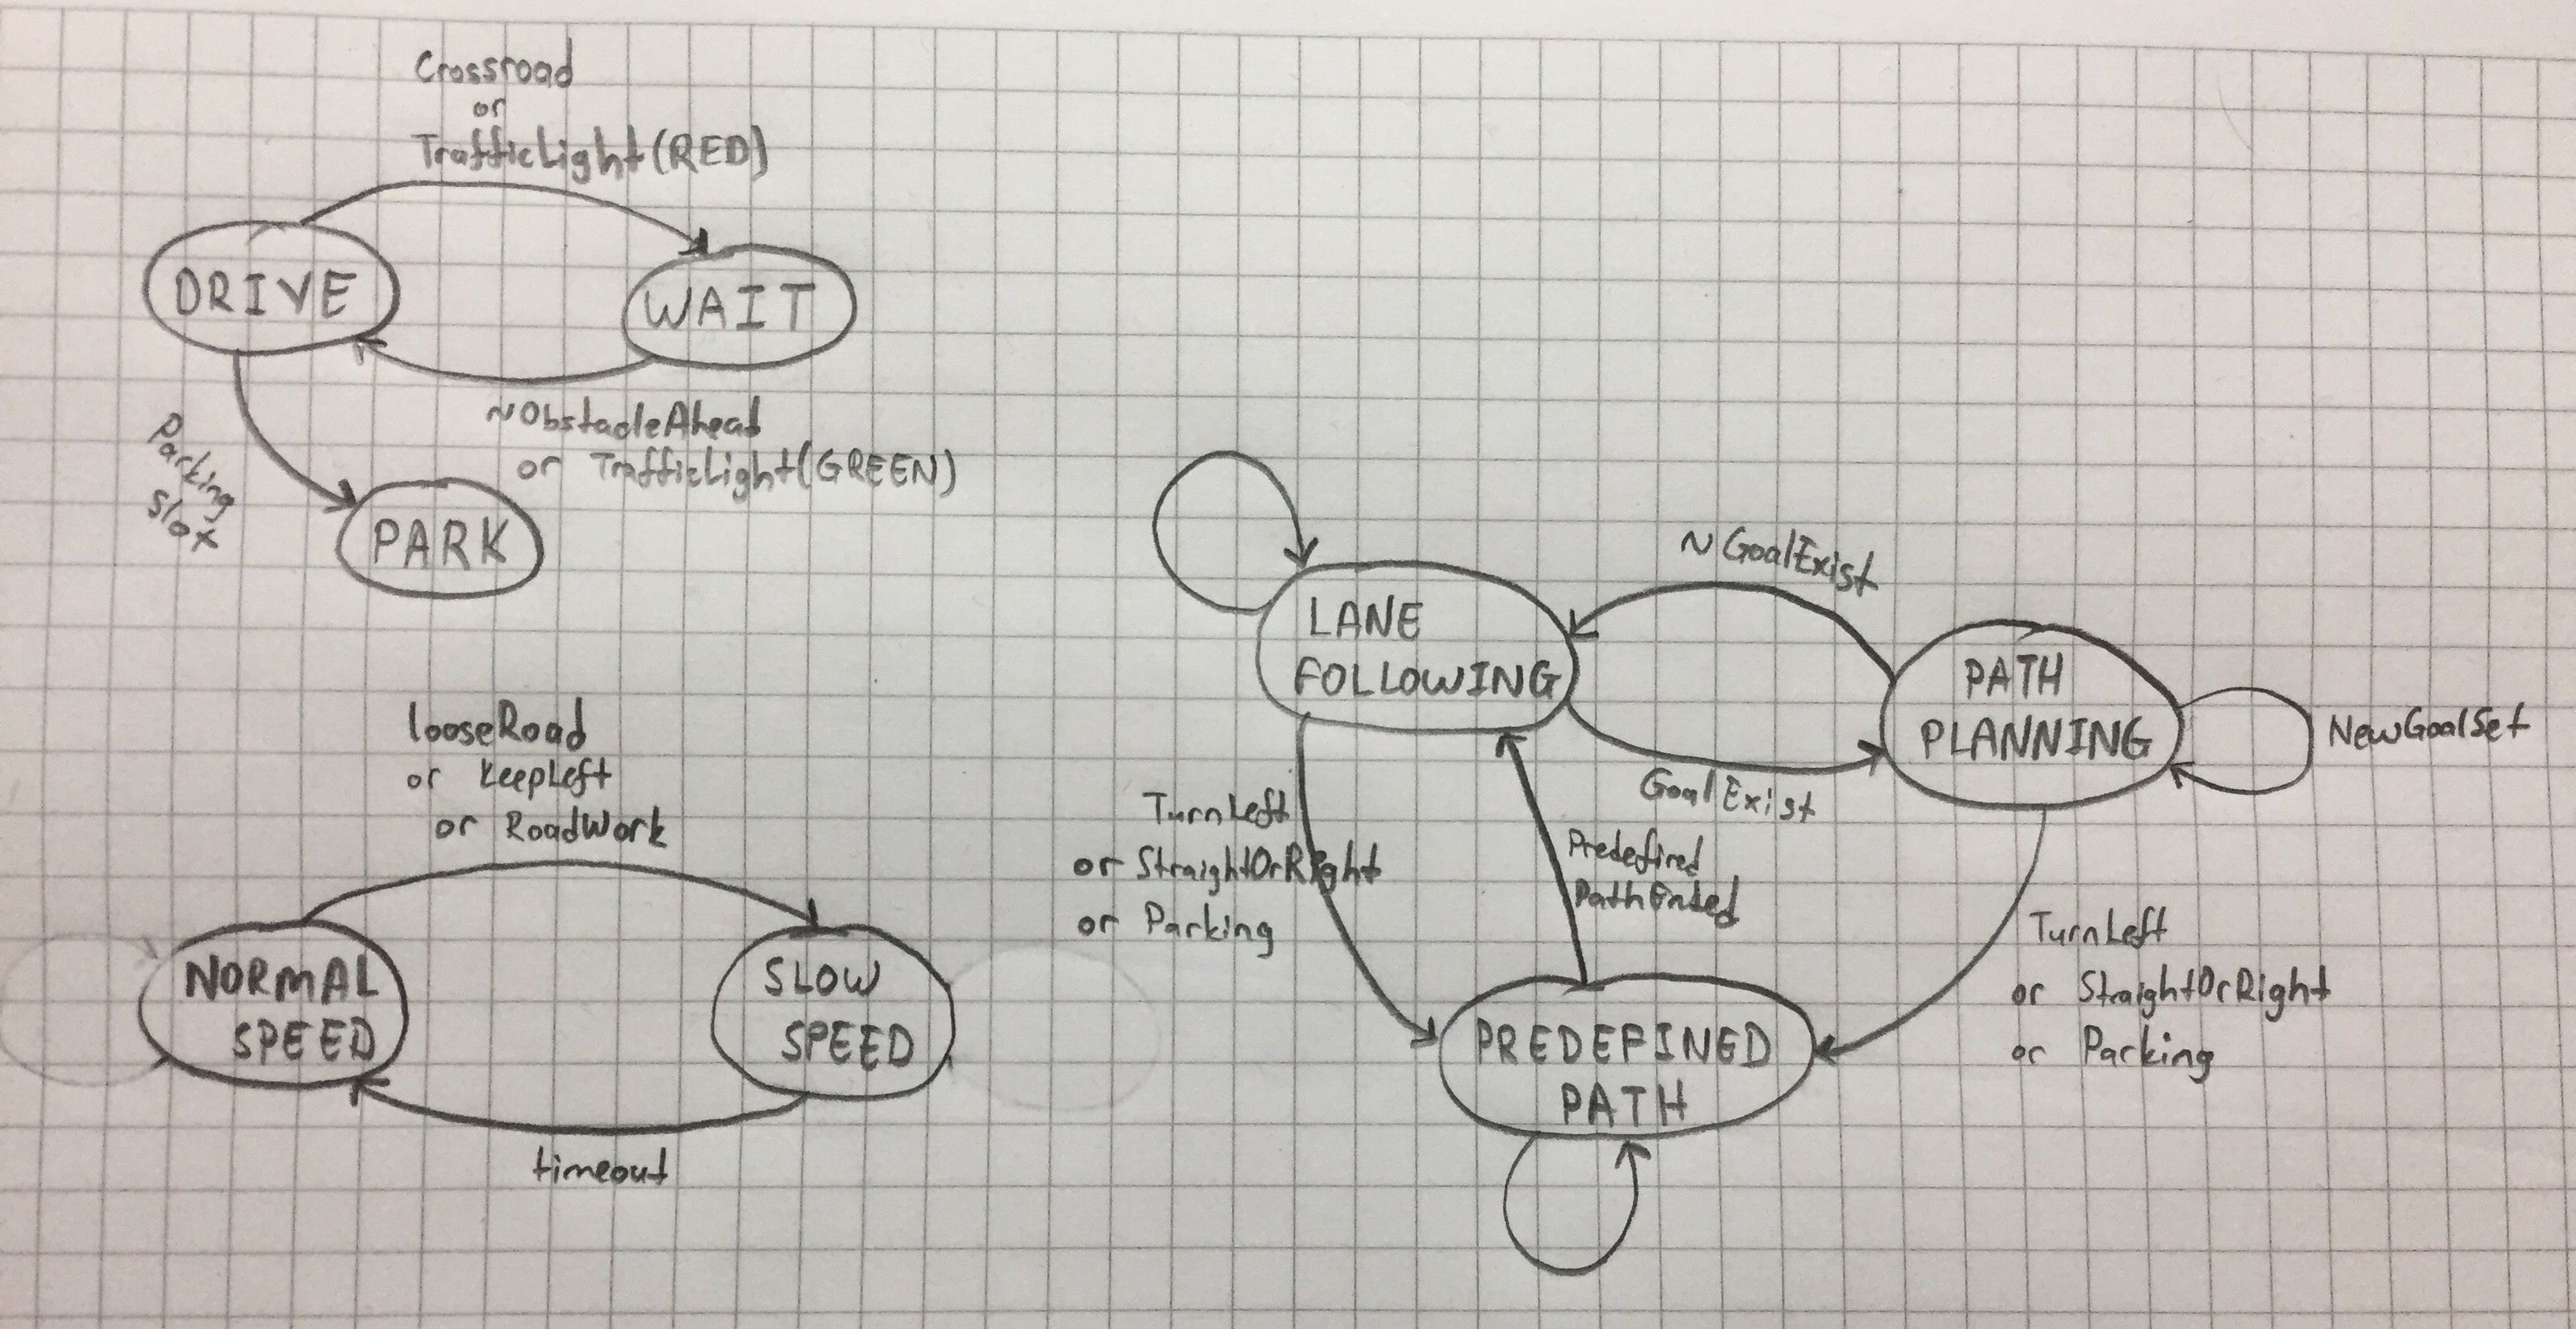 Crossroad
or
TrafficLight(RED)
DRIVE
WAIT
~ObstacleAhead
or TrafficLight(GREEN)
Parking
Slox
PARK
looseRoad
or KeepLeft
or RoadWork
NORMAL
SPEED
SLOW
SPEED
timeout
~GoalExist
LANE
FOLLOWING
PATH
PLANNING
NewGoalSet
GoalExist
TurnLeft
or StraightOrRight
or Parking
Predefined
PathEnded
TurnLeft
or StraightOrRight
or Parking
PREDEFINED
PATH